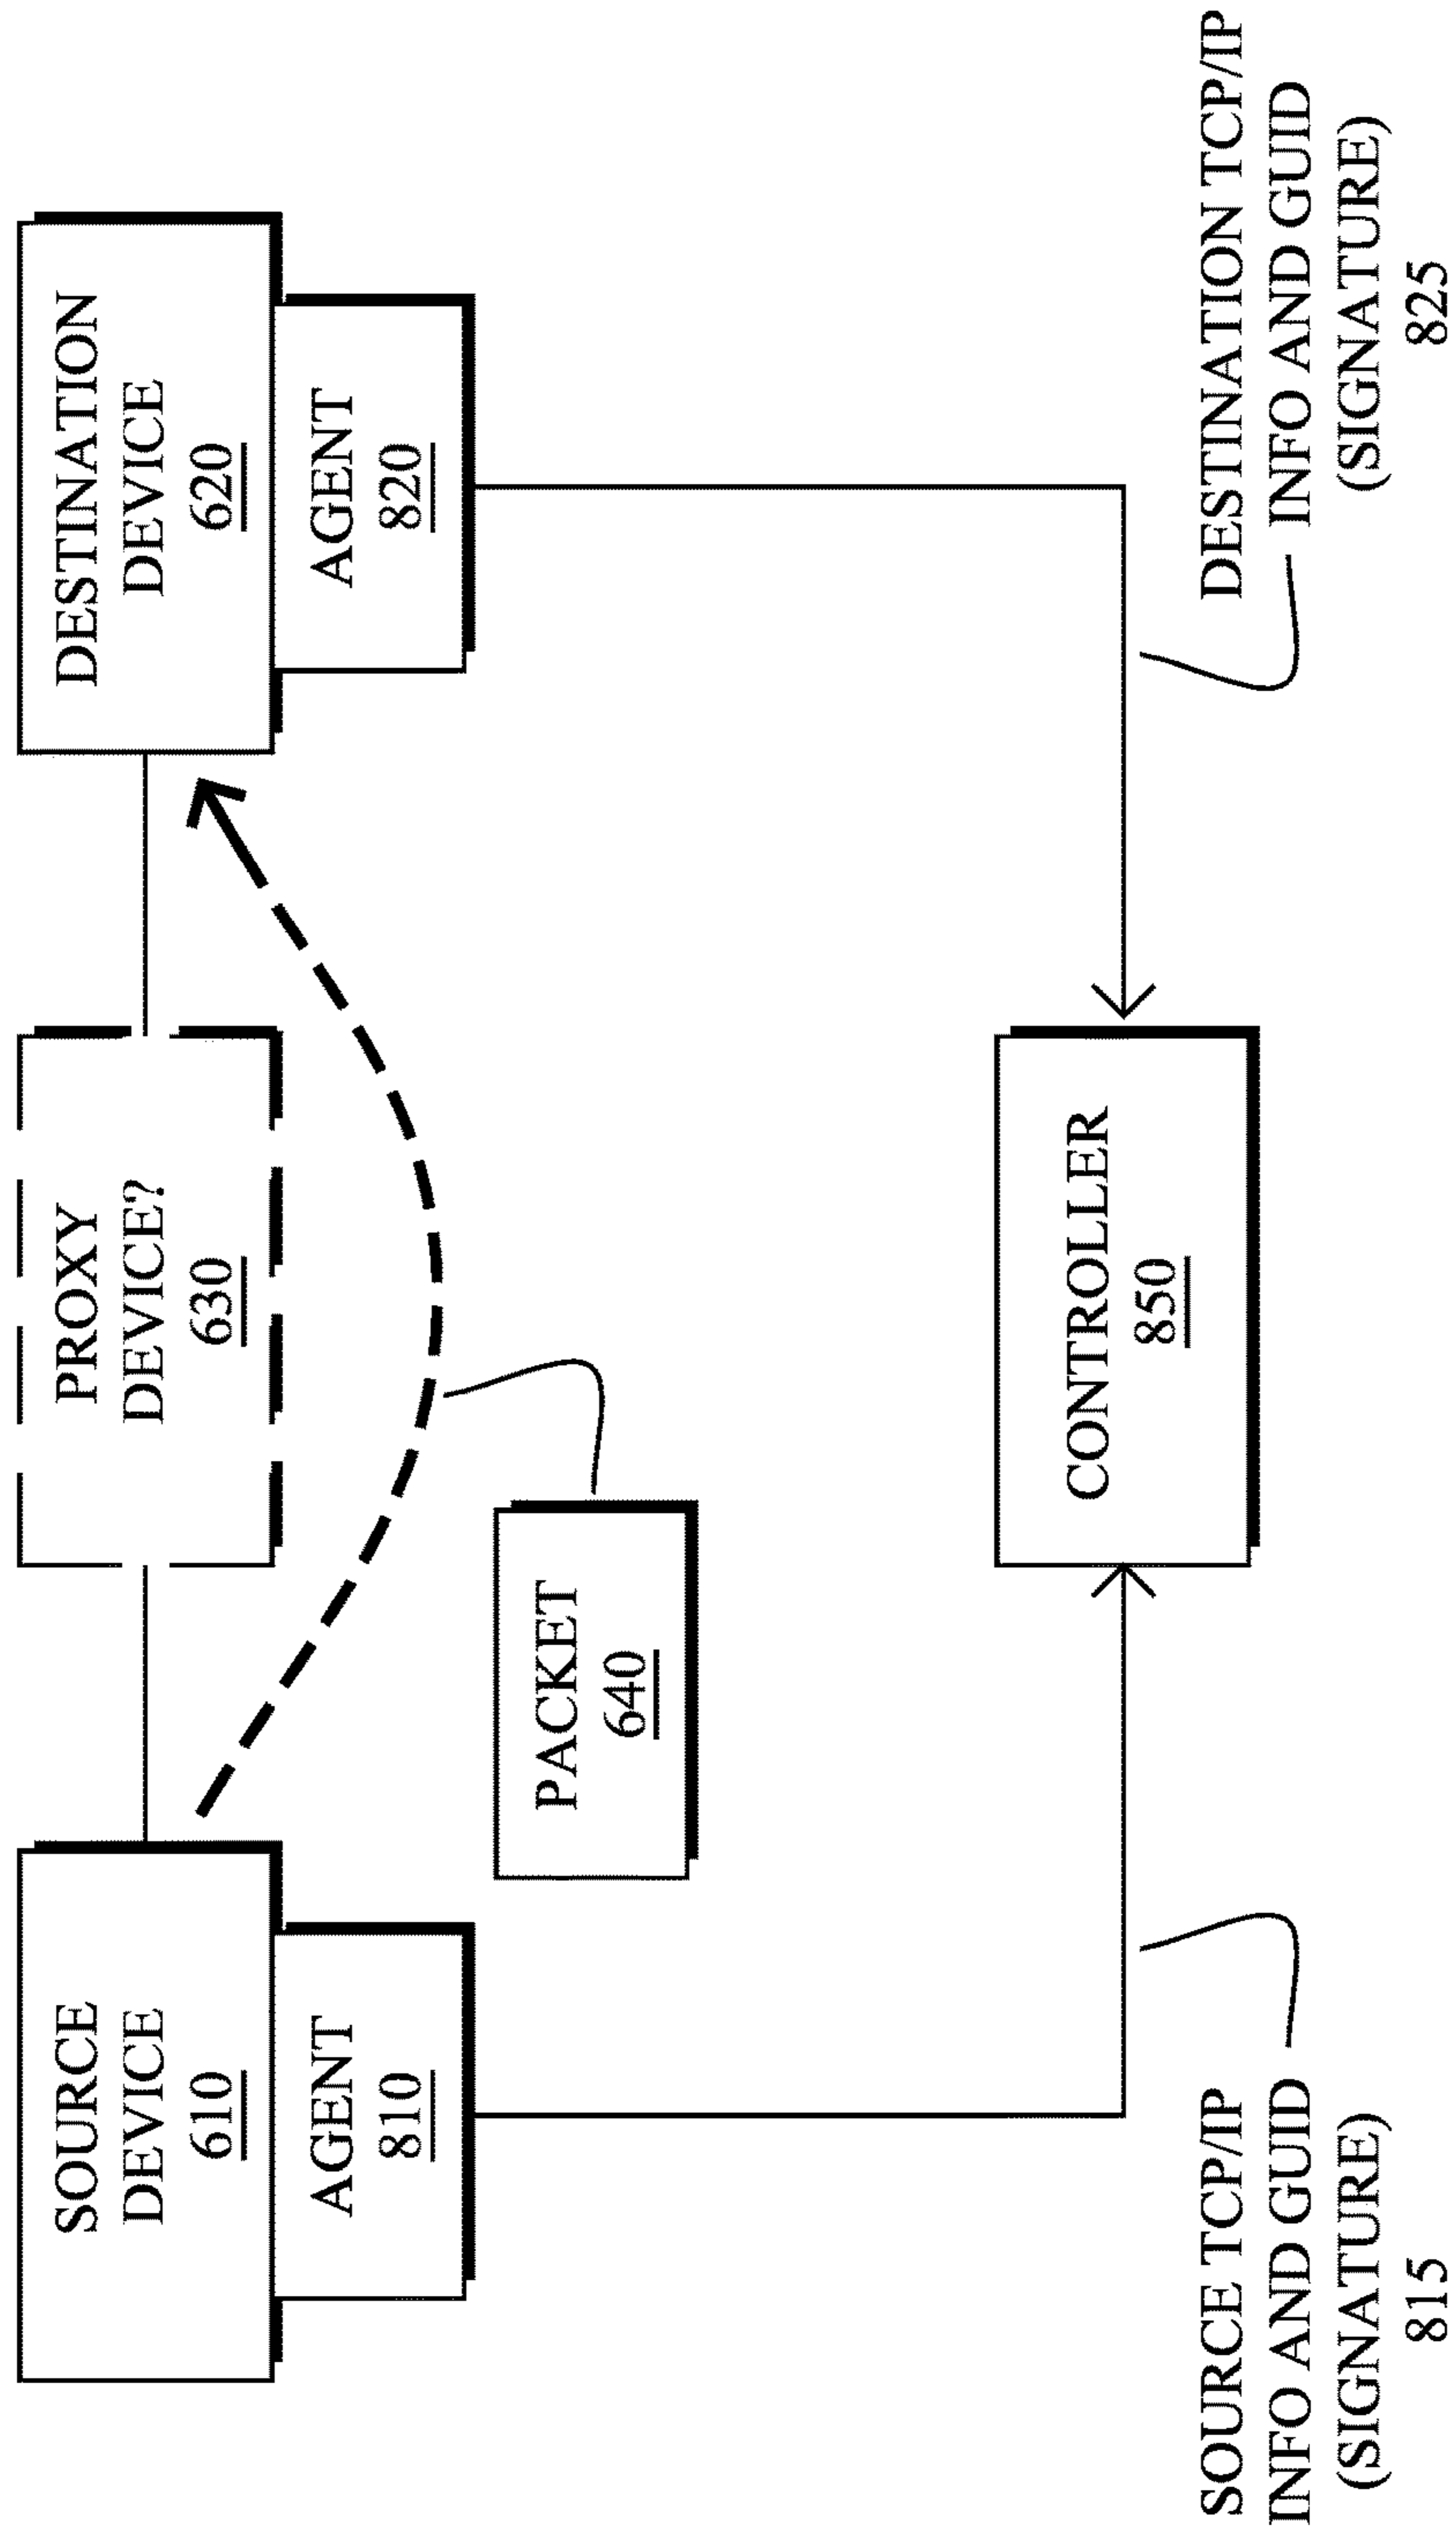 SOURCE
DEVICE
610
AGENT
810
PROXY
DEVICE?
630
DESTINATION
DEVICE
620
AGENT
820
PACKET
640
CONTROLLER
850
SOURCE TCP/IP
INFO AND GUID
(SIGNATURE)
815
DESTINATION TCP/IP
INFO AND GUID
(SIGNATURE)
825